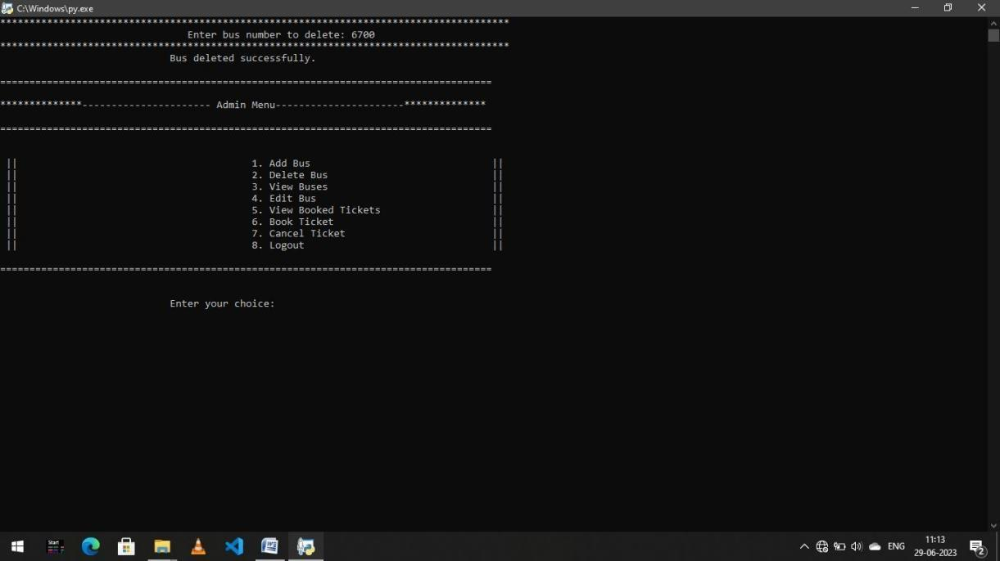 C:\Windows\py.exe
***************************************************************************************
Enter bus number to delete: 6700
***************************************************************************************
Bus deleted successfully.
====================================================================================
**************---------------------- Admin Menu----------------------**************
====================================================================================
|| 1. Add Bus ||
|| 2. Delete Bus ||
|| 3. View Buses ||
|| 4. Edit Bus ||
|| 5. View Booked Tickets ||
|| 6. Book Ticket ||
|| 7. Cancel Ticket ||
|| 8. Logout ||
====================================================================================
Enter your choice:
Start
ENG
11:13
29-06-2023
2